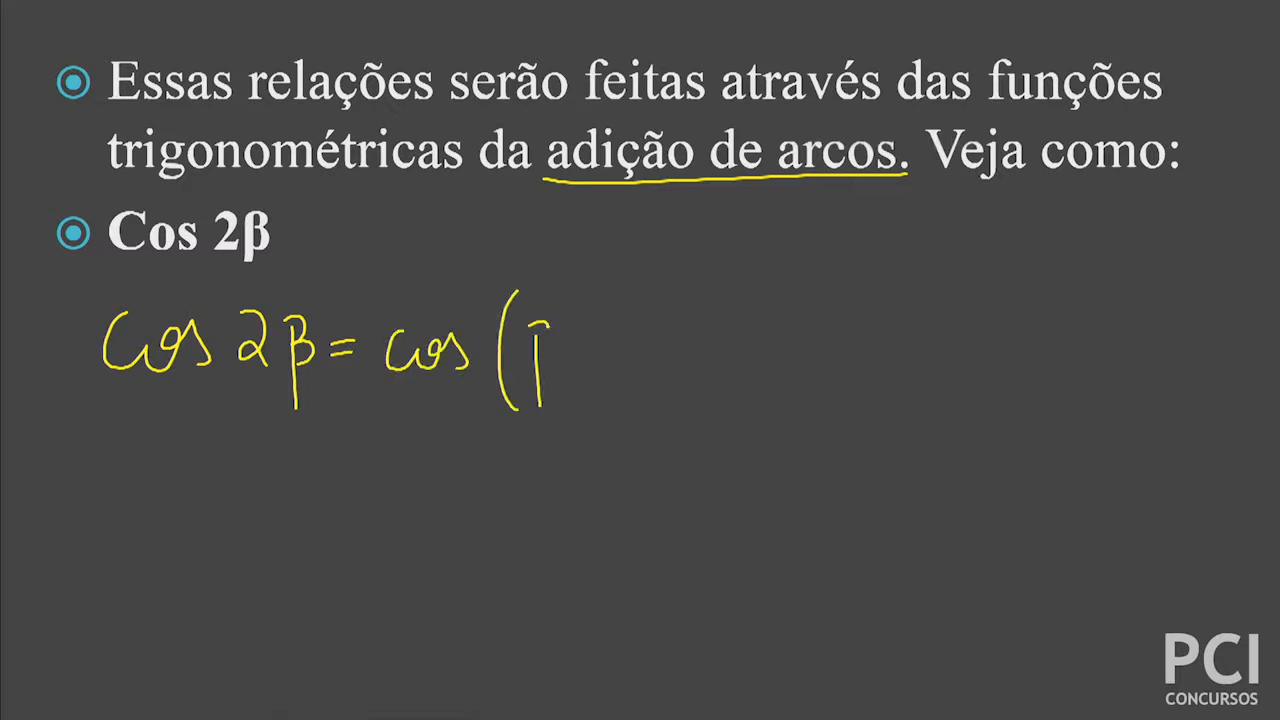 Essas relações serão feitas através das funções
trigonométricas da adição de arcos. Veja como:
Cos 2β
cos 2β = cos (
PCI
CONCURSOS